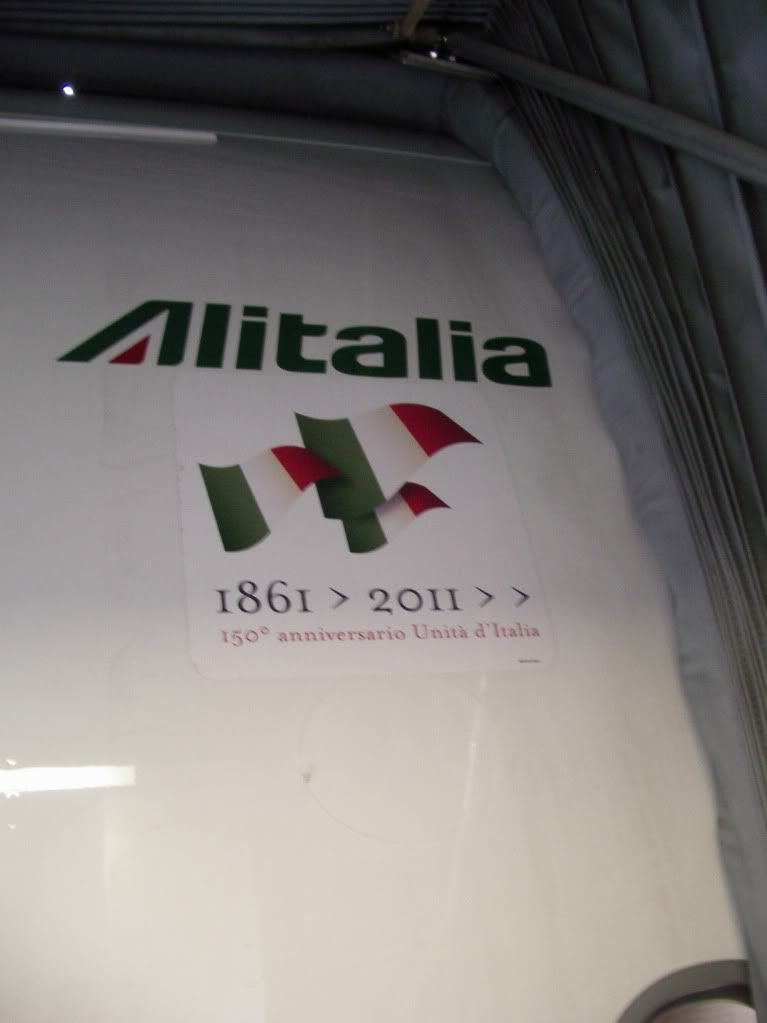 Alitalia
1861 > 2011 > >
150° anniversario Unità d'Italia